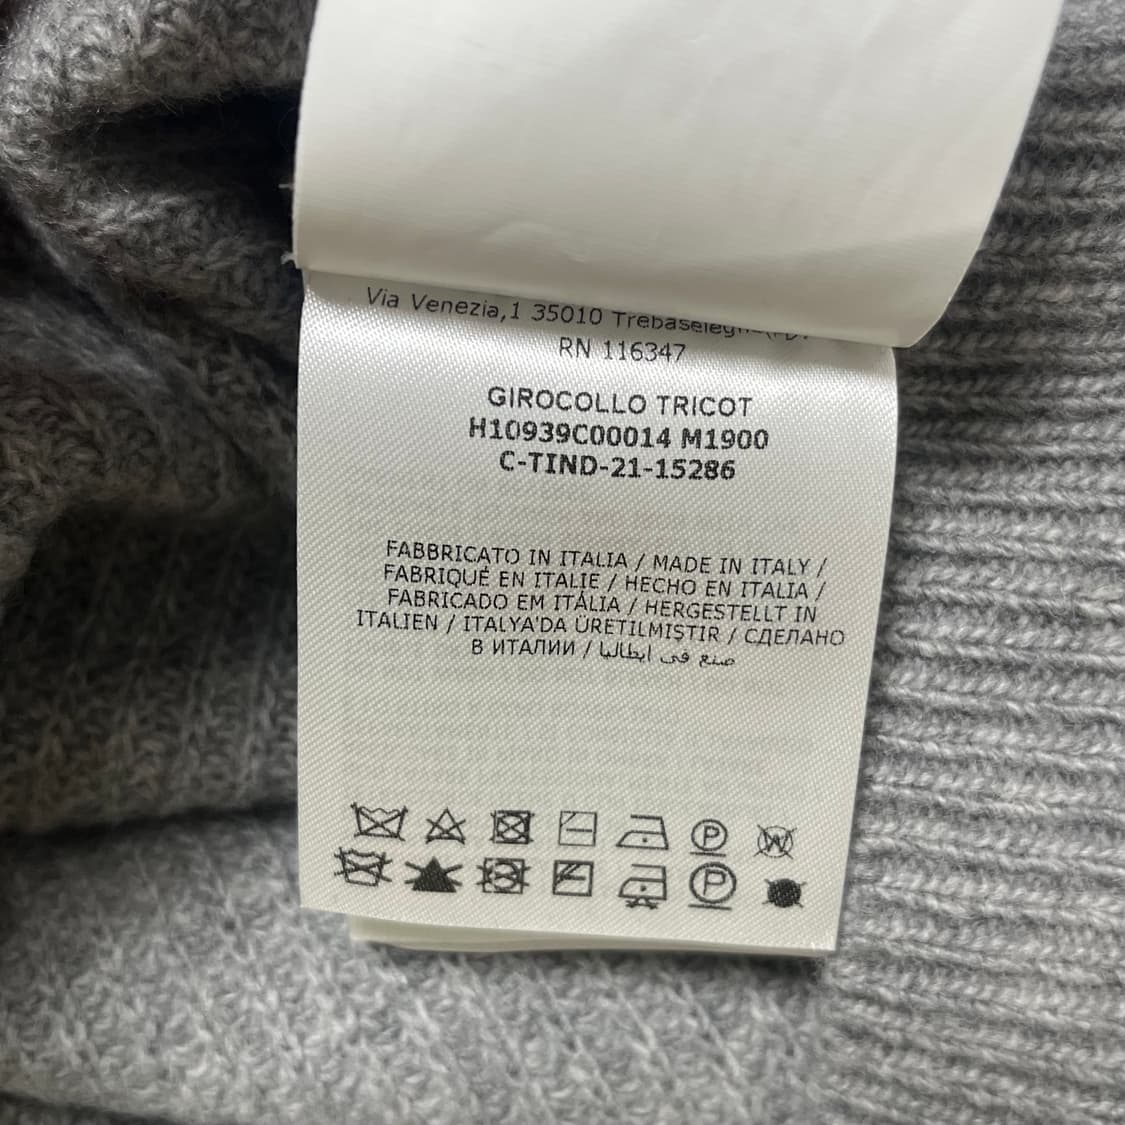 Via Venezia,1 35010 Trebaseleghe(PD)
RN 116347
GIROCOLLO TRICOT
H10939C00014 M1900
C-TIND-21-15286
FABBRICATO IN ITALIA / MADE IN ITALY /
FABRIQUÉ EN ITALIE / HECHO EN ITALIA /
FABRICADO EM ITÁLIA / HERGESTELLT IN
ITALIEN / ITALYA'DA ÜRETILMIŞTIR / СДЕЛАНО
В ИТАЛИИ / صنع في ايطاليا
P W
P